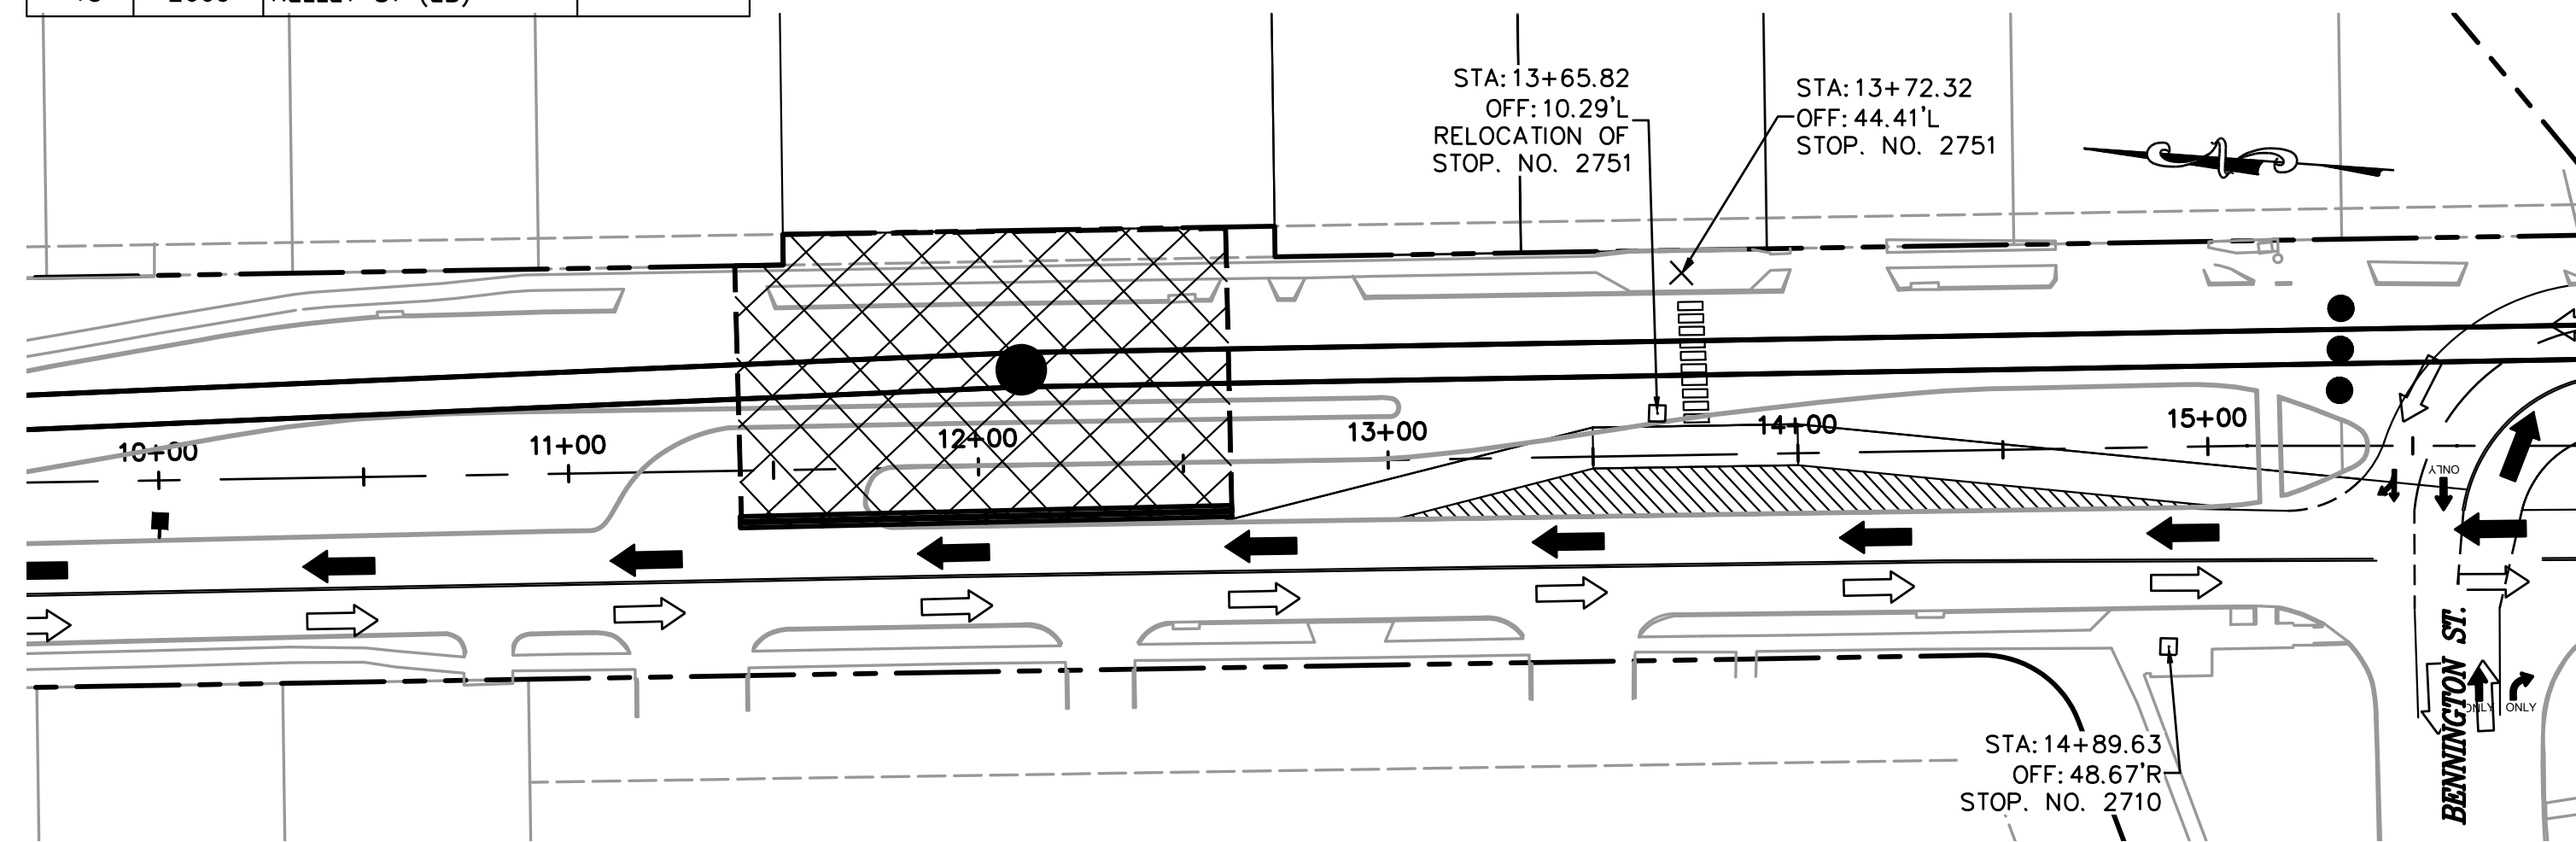 STA:13+65.82
OFF:10.29'L
RELOCATION OF
STOP. NO. 2751
STA:13+72.32
OFF:44.41'L
STOP. NO. 2751
10+00
11+00
12+00
13+00
14+00
15+00
ONLY
BENNINGTON ST.
ONLY
ONLY
STA:14+89.63
OFF:48.67'R
STOP. NO. 2710